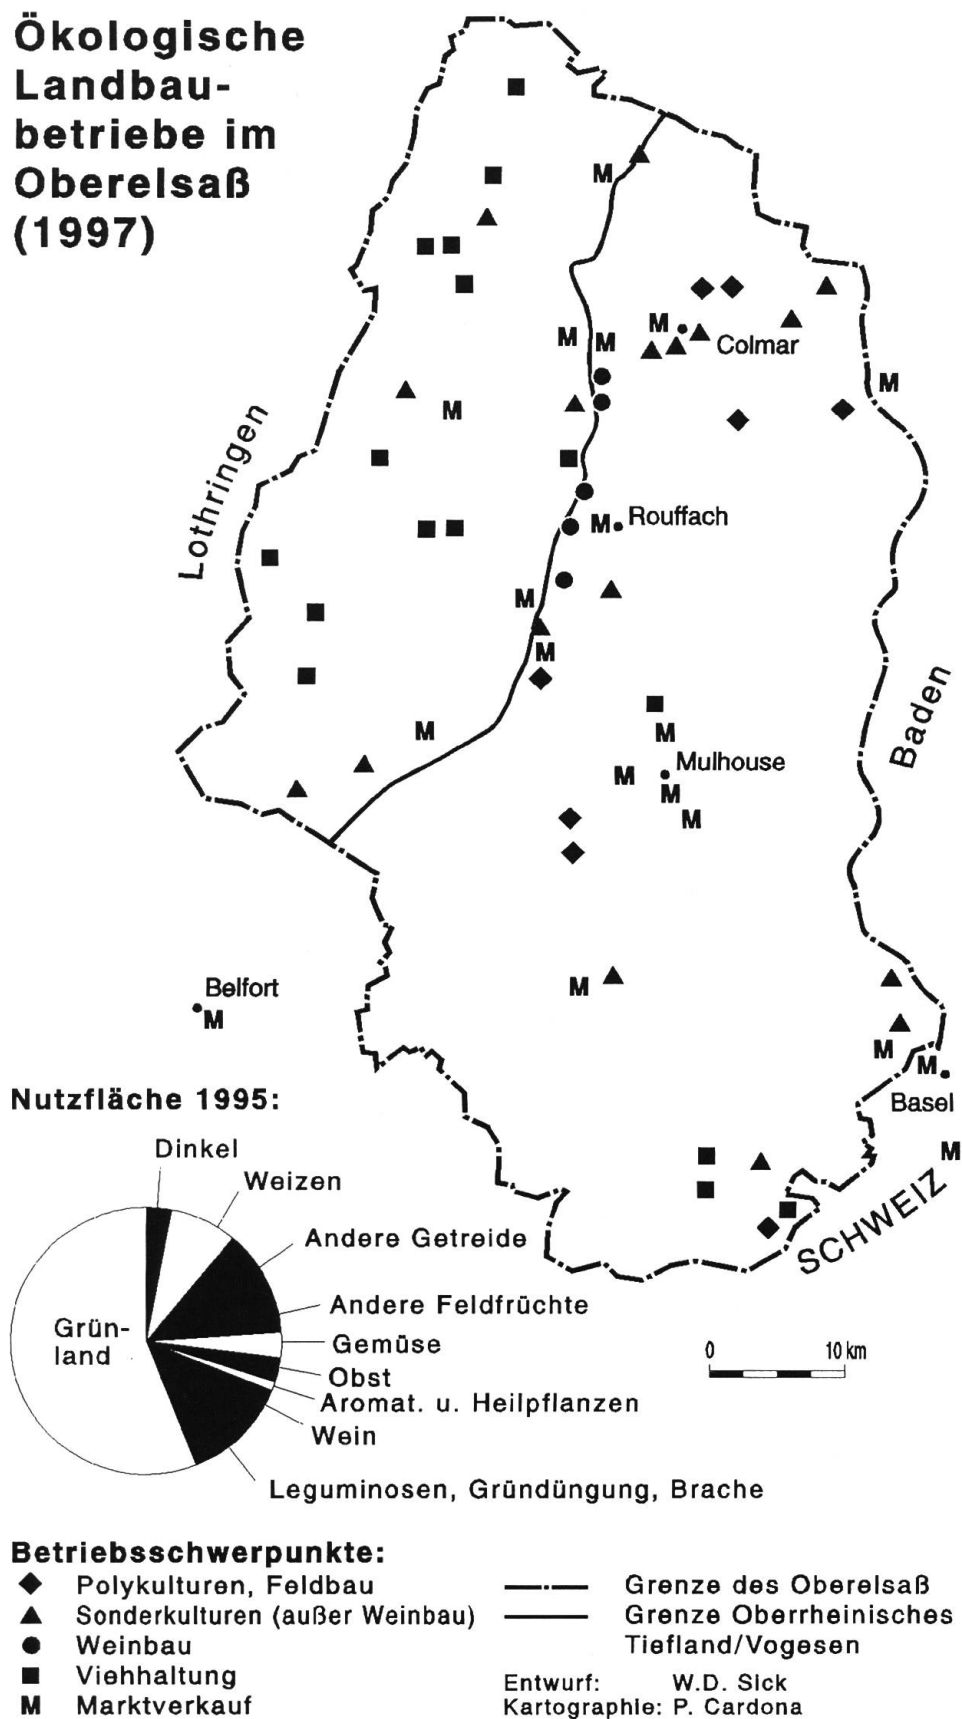 Ökologische
Landbau-
betriebe im
Oberelsaß
(1997)
M
M
Colmar
M
M
M
M
M
Lothringen
M
Rouffach
M
M
Baden
M
M
Mulhouse
M
M
M
M
Belfort
M
M
M
Basel
M
SCHWEIZ
Nutzfläche 1995:
Dinkel
Weizen
Andere Getreide
Andere Feldfrüchte
Grün-
land
Gemüse
Obst
Aromat. u. Heilpflanzen
Wein
Leguminosen, Gründüngung, Brache
0 10 km
Betriebsschwerpunkte:
Polykulturen, Feldbau
Sonderkulturen (außer Weinbau)
Weinbau
Viehhaltung
M Marktverkauf
Grenze des Oberelsaß
Grenze Oberrheinisches
Tiefland/Vogesen
Entwurf: W.D. Sick
Kartographie: P. Cardona